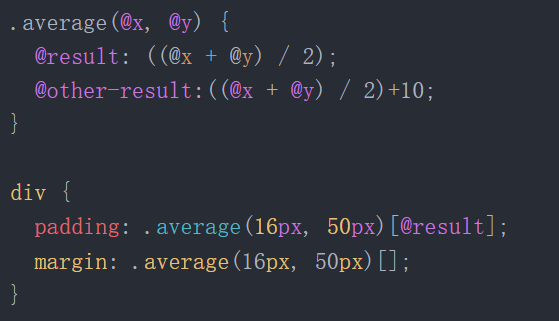 .average(@x, @y) {
  @result: ((@x + @y) / 2);
  @other-result:((@x + @y) / 2)+10;
}

div {
  padding: .average(16px, 50px)[@result];
  margin: .average(16px, 50px)[];
}